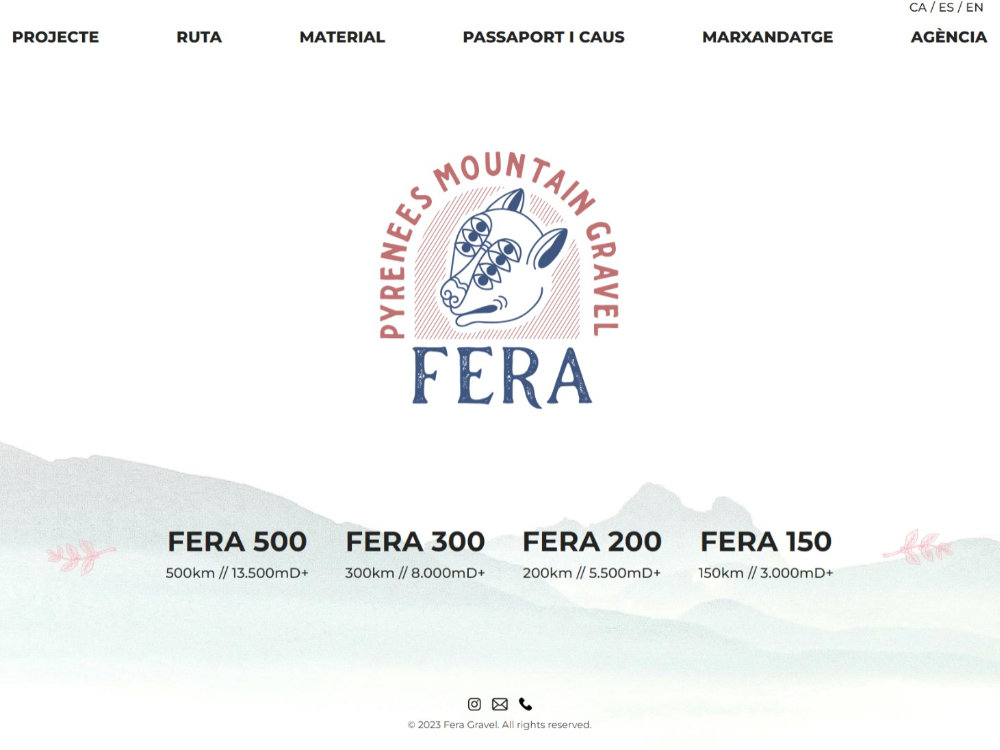 CA / ES / EN
PROJECTE RUTA MATERIAL PASSAPORT I CAUS MARXANDATGE AGÈNCIA
PYRENEES MOUNTAIN GRAVEL
FERA
FERA 500 FERA 300 FERA 200 FERA 150
500km // 13.500mD+ 300km // 8.000mD+ 200km // 5.500mD+ 150km // 3.000mD+
© 2023 Fera Gravel. All rights reserved.